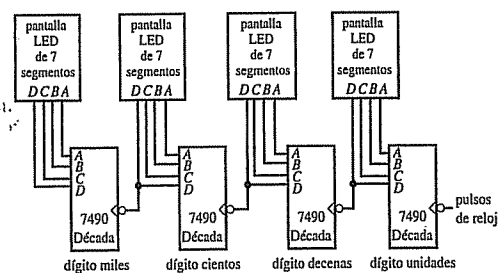 pantalla
LED
de 7
segmentos
DCBA
pantalla
LED
de 7
segmentos
DCBA
pantalla
LED
de 7
segmentos
DCBA
pantalla
LED
de 7
segmentos
DCBA
A
B
C
D
7490
Década
A
B
C
D
7490
Década
A
B
C
D
7490
Década
A
B
C
D
7490
Década
pulsos
de reloj
dígito miles
dígito cientos
dígito decenas
dígito unidades